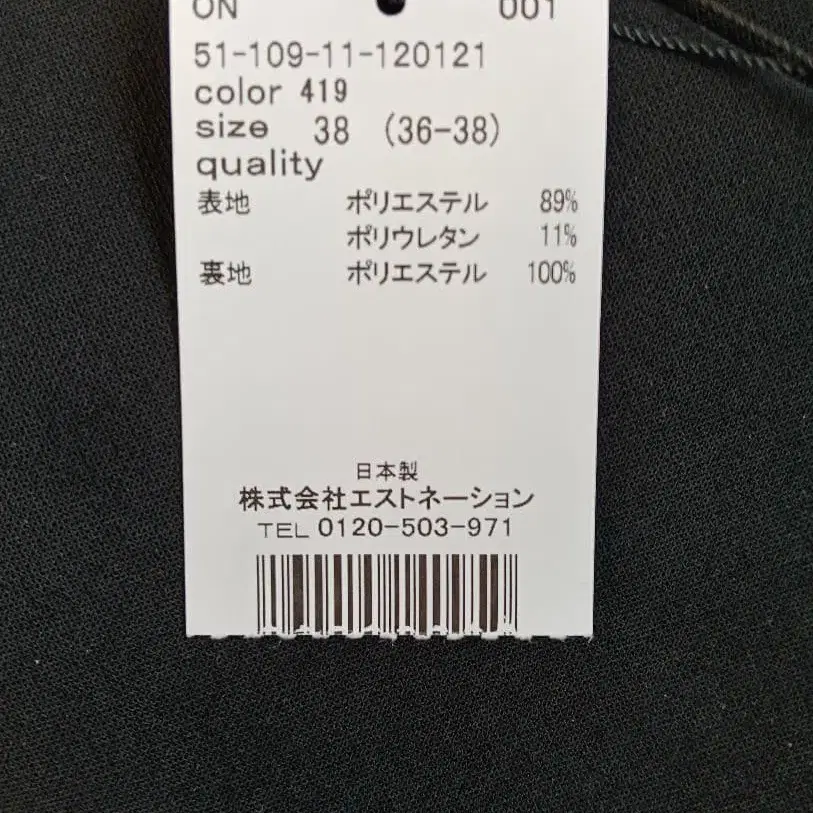 ON 001
51-109-11-120121
color 419
size 38 (36-38)
quality
表地 ポリエステル 89%
ポリウレタン 11%
裏地 ポリエステル 100%
日本製
株式会社エストネーション
TEL 0120-503-971